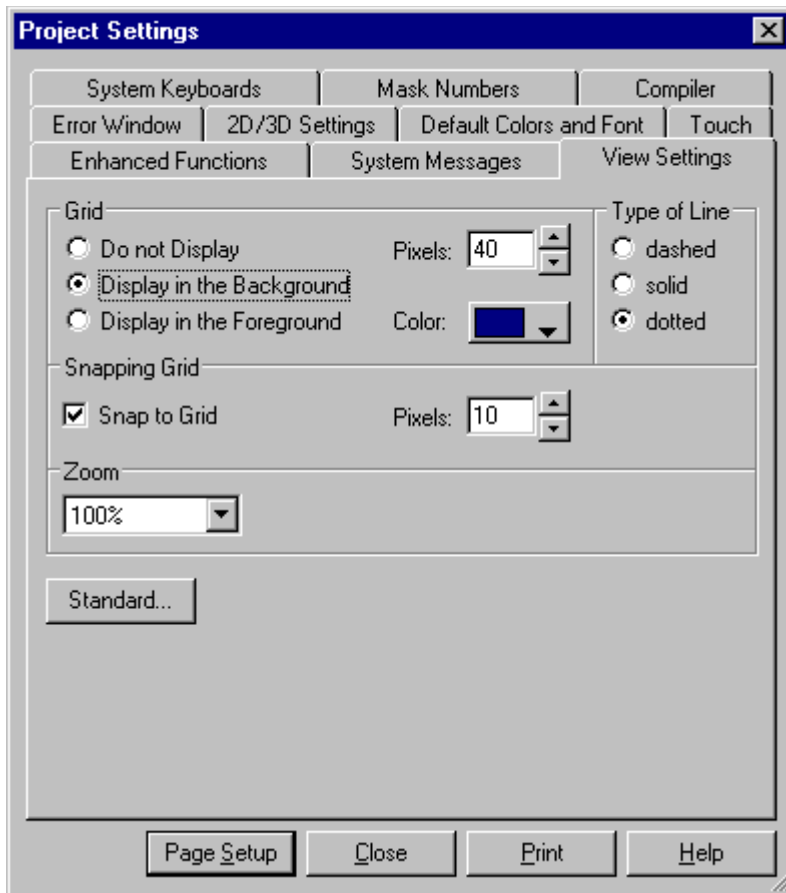 Project Settings
System Keyboards Mask Numbers Compiler
Error Window 2D/3D Settings Default Colors and Font Touch
Enhanced Functions System Messages View Settings
Grid Type of Line
Do not Display Pixels: 40 dashed
Display in the Background solid
Display in the Foreground Color: dotted
Snapping Grid
Snap to Grid Pixels: 10
Zoom
100%
Standard...
Page Setup Close Print Help